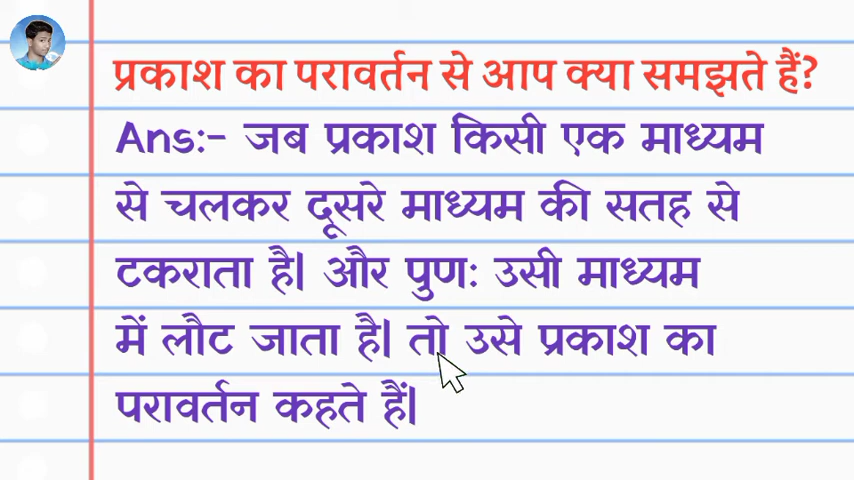 प्रकाश का परावर्तन से आप क्या समझते हैं?
Ans:- जब प्रकाश किसी एक माध्यम
से चलकर दूसरे माध्यम की सतह से
टकराता है। और पुणः उसी माध्यम
में लौट जाता है। तो उसे प्रकाश का
परावर्तन कहते हैं।